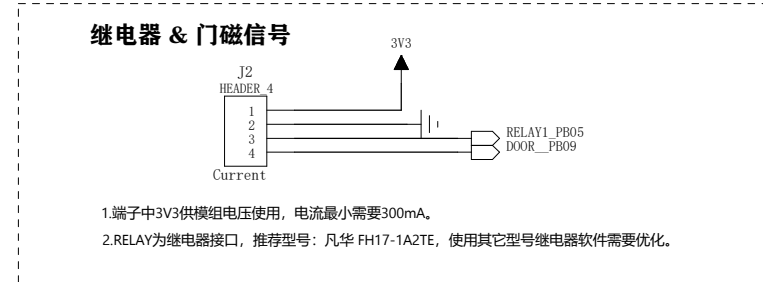 继电器 & 门磁信号
3V3
J2
HEADER_4
1
2
3
4
RELAY1_PB05
DOOR__PB09
Current
1.端子中3V3供模组电压使用，电流最小需要300mA。
2.RELAY为继电器接口，推荐型号：凡华 FH17-1A2TE，使用其它型号继电器软件需要优化。